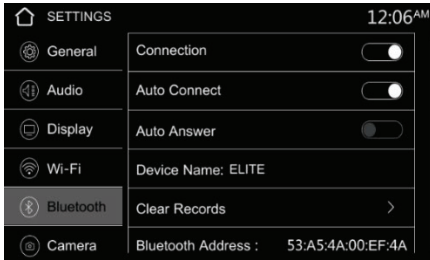 SETTINGS 12:06AM
General
Connection
Audio
Auto Connect
Display
Auto Answer
Wi-Fi
Device Name: ELITE
Bluetooth
Clear Records >
Camera
Bluetooth Address : 53:A5:4A:00:EF:4A